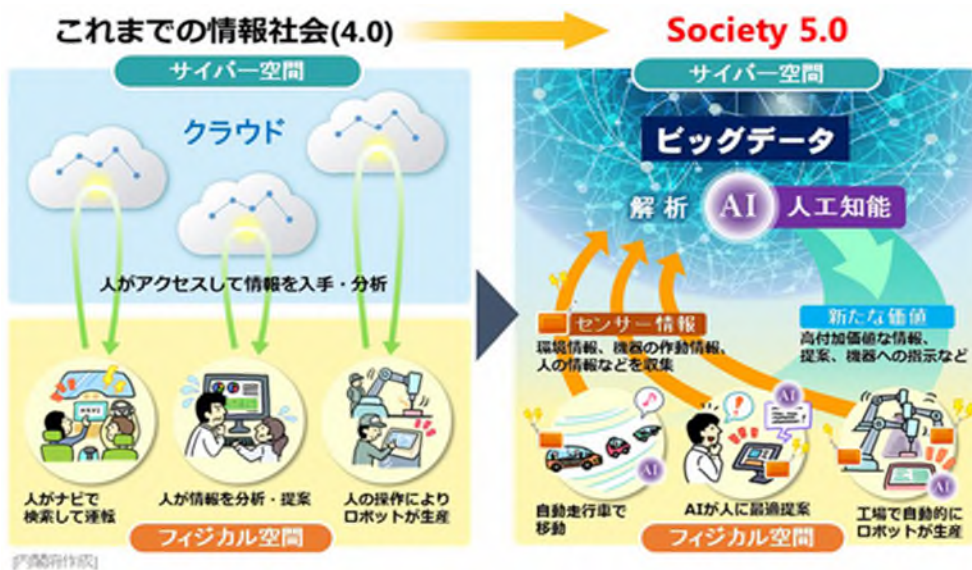 これまでの情報社会(4.0)
Society 5.0
サイバー空間
クラウド
人がアクセスして情報を入手・分析
人がナビで
検索して運転
人が情報を分析・提案
人の操作により
ロボットが生産
フィジカル空間
サイバー空間
ビッグデータ
解析
AI
人工知能
センサー情報
環境情報、機器の作動情報、
人の情報などを収集
新たな価値
高付加価値な情報、
提案、機器への指示など
AI
AI
AI
自動走行車で
移動
AIが人に最適提案
工場で自動的に
ロボットが生産
フィジカル空間
[内閣府作成]